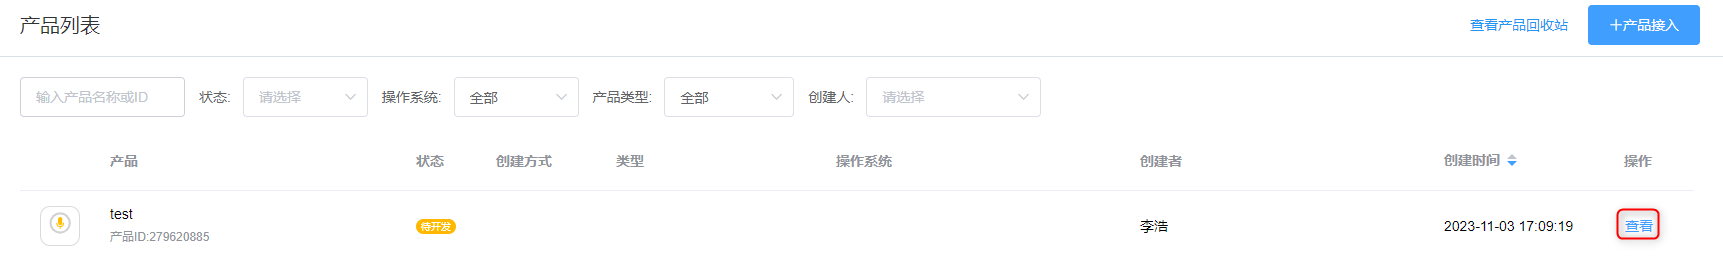 产品列表
查看产品回收站
+产品接入
输入产品名称或ID 状态: 请选择 操作系统: 全部 产品类型: 全部 创建人: 请选择
产品 状态 创建方式 类型 操作系统 创建者 创建时间 操作
test
产品ID:279620885
待开发 李浩 2023-11-03 17:09:19 查看